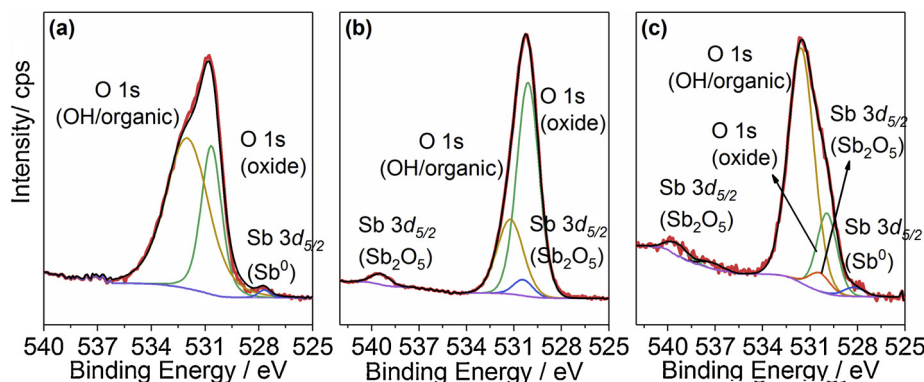 (a)
O 1s
(OH/organic)
O 1s
(oxide)
Sb 3d5/2
(Sb0)
Intensity/ cps
540 537 534 531 528 525
Binding Energy / eV
(b)
O 1s
(oxide)
O 1s
(OH/organic)
Sb 3d5/2
(Sb2O5)
Sb 3d5/2
(Sb2O5)
540 537 534 531 528 525
Binding Energy / eV
(c)
O 1s
(OH/organic)
Sb 3d5/2
(Sb2O5)
O 1s
(oxide)
Sb 3d5/2
(Sb2O5)
Sb 3d5/2
(Sb0)
540 537 534 531 528 525
Binding Energy / eV